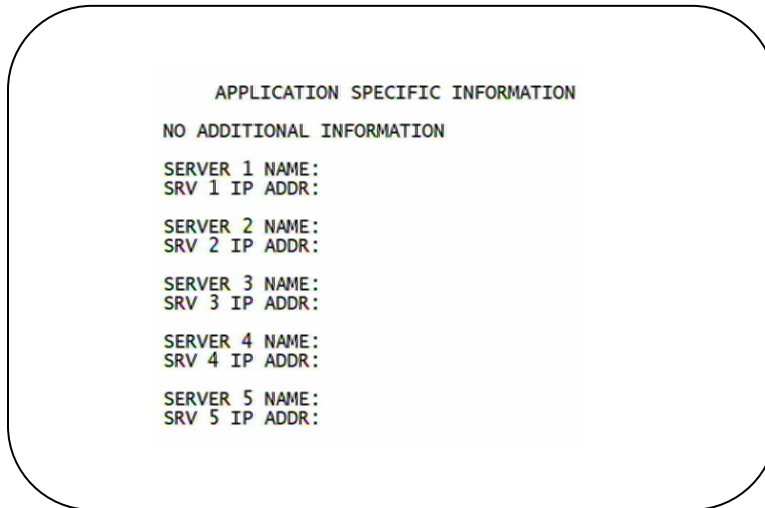 APPLICATION SPECIFIC INFORMATION
NO ADDITIONAL INFORMATION
SERVER 1 NAME:
SRV 1 IP ADDR:
SERVER 2 NAME:
SRV 2 IP ADDR:
SERVER 3 NAME:
SRV 3 IP ADDR:
SERVER 4 NAME:
SRV 4 IP ADDR:
SERVER 5 NAME:
SRV 5 IP ADDR: